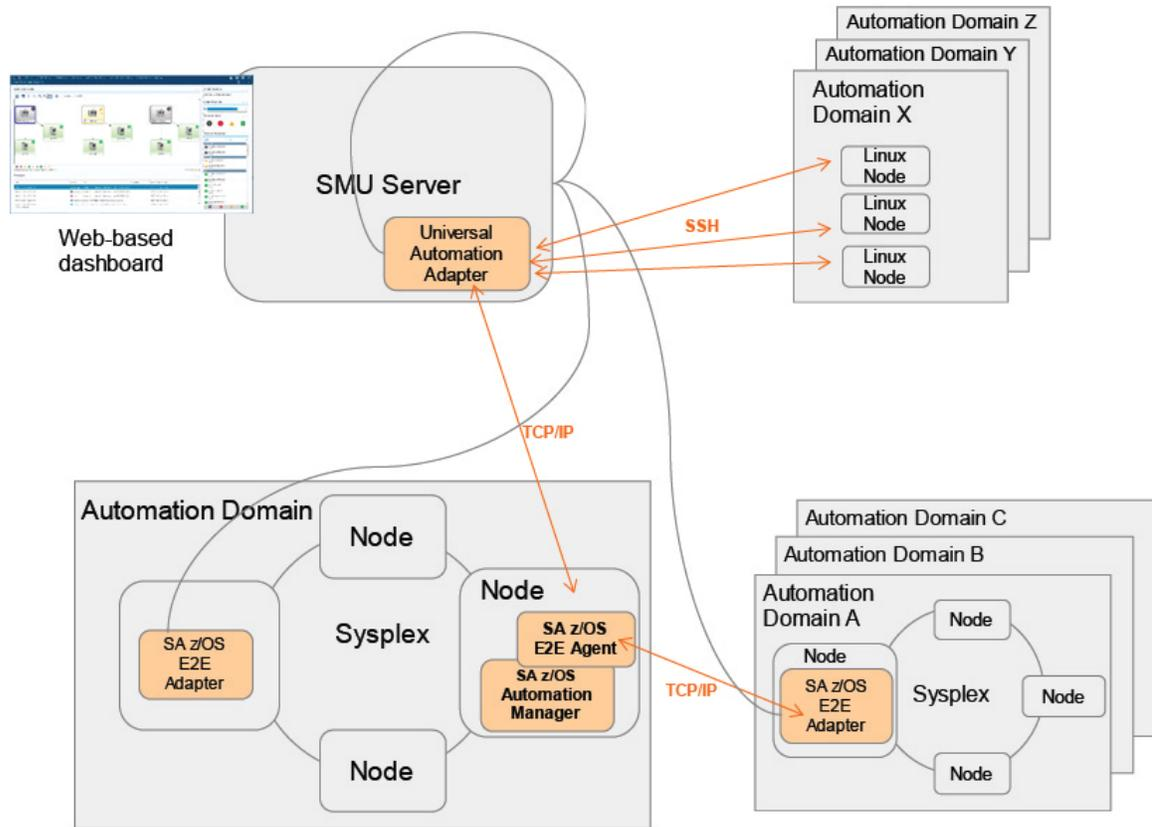 Automation Domain Z
Automation Domain Y
Automation
Domain X
Linux
Node
Linux
Node
Linux
Node
SSH
SMU Server
Universal
Automation
Adapter
Web-based
dashboard
TCP/IP
Automation Domain
Node
Node
Sysplex
SA z/OS
E2E Agent
SA z/OS
E2E
Adapter
SA z/OS
Automation
Manager
Node
TCP/IP
Automation Domain C
Automation Domain B
Automation
Domain A
Node
Node
SA z/OS
E2E
Adapter
Sysplex
Node
Node